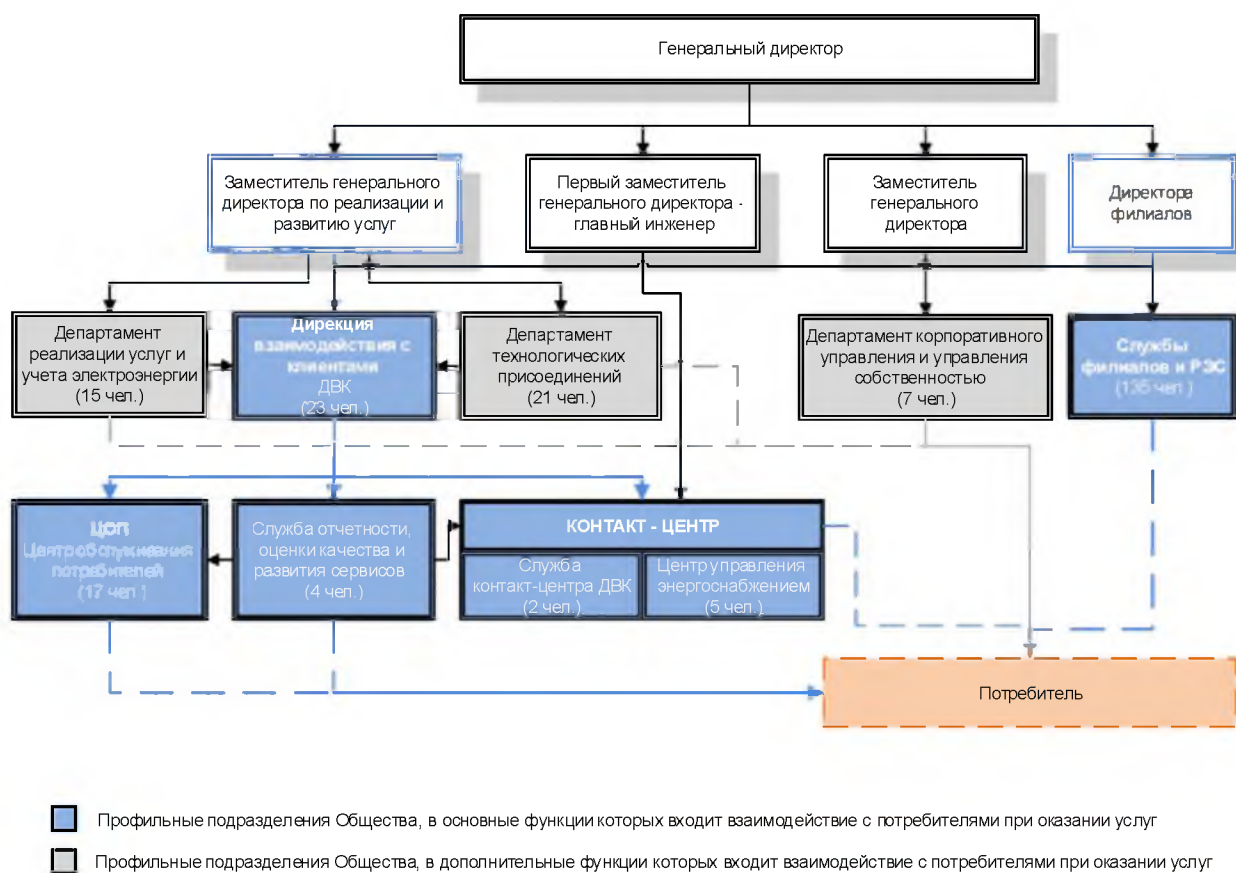 Генеральный директор
Заместитель генерального
директора по реализации и
развитию услуг
Первый заместитель
генерального директора -
главный инженер
Заместитель
генерального
директора
Директора
филиалов
Департамент
реализации услуг и
учета электроэнергии
(15 чел.)
Дирекция
взаимодействия с
клиентами
ДВК
(23 чел.)
Департамент
технологических
присоединений
(21 чел.)
Департамент корпоративного
управления и управления
собственностью
(7 чел.)
Службы
филиалов и РЭС
(135 чел.)
ЦОП
Центр обслуживания
потребителей
(17 чел.)
Служба отчетности,
оценки качества и
развития сервисов
(4 чел.)
КОНТАКТ - ЦЕНТР
Служба
контакт-центра ДВК
(2 чел.)
Центр управления
энергоснабжением
(5 чел.)
Потребитель
Профильные подразделения Общества, в основные функции которых входит взаимодействие с потребителями при оказании услуг
Профильные подразделения Общества, в дополнительные функции которых входит взаимодействие с потребителями при оказании услуг